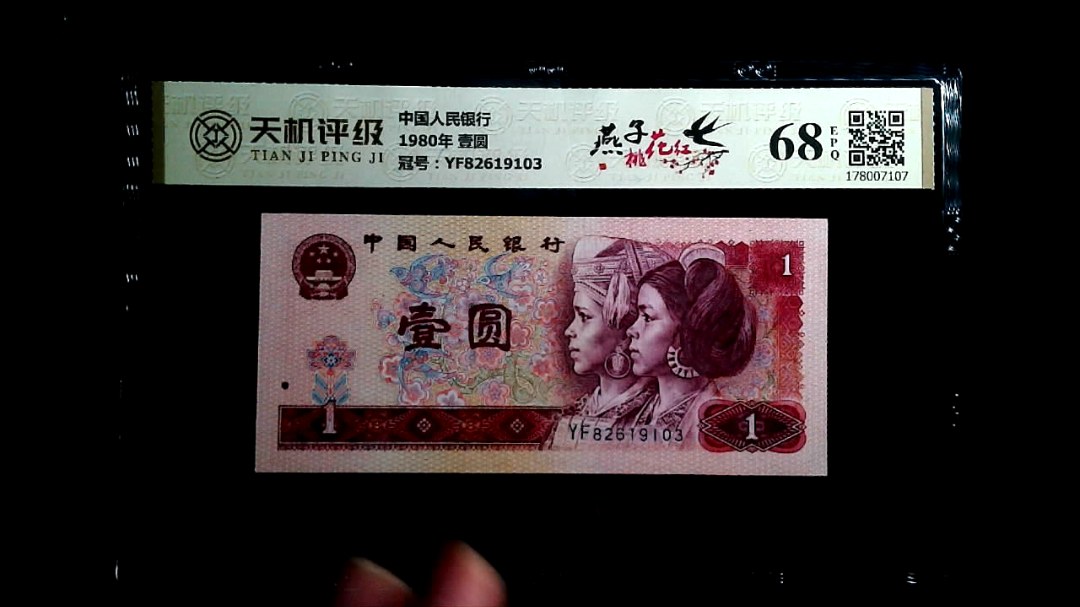 天机评级
TIAN JI PING JI
中国人民银行
1980年 壹圆
冠号：YF82619103
燕子
桃花红
68
EPQ
178007107
中国人民银行
1
壹圆
1
YF82619103
1